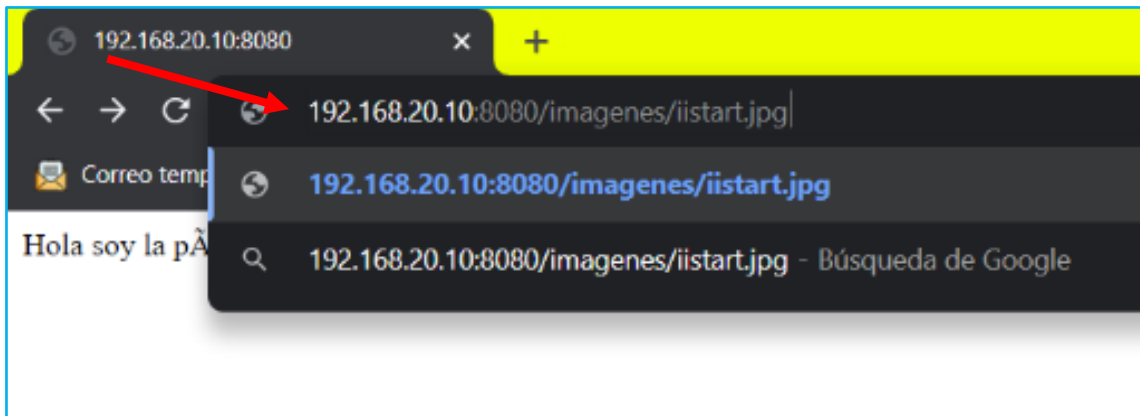 192.168.20.10:8080
192.168.20.10:8080/imagenes/iistart.jpg
Correo temp
192.168.20.10:8080/imagenes/iistart.jpg
Hola soy la pÃ
192.168.20.10:8080/imagenes/iistart.jpg - Búsqueda de Google